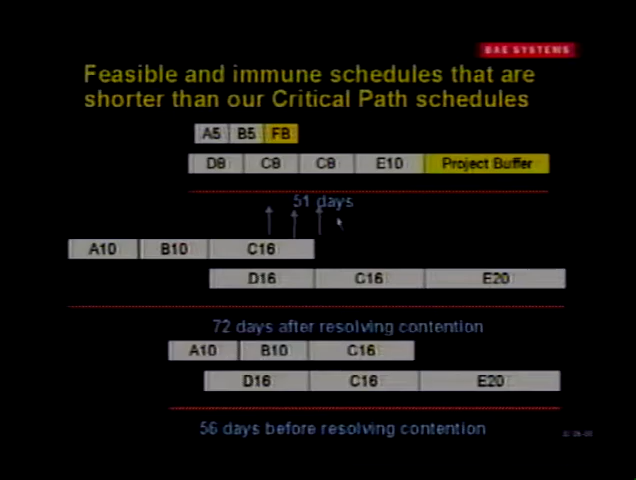 BAE SYSTEMS
Feasible and immune schedules that are
shorter than our Critical Path schedules
A5 B5 FB
D8 C8 C8 E10 Project Buffer
51 days
A10 B10 C16
D16 C16 E20
72 days after resolving contention
A10 B10 C16
D16 C16 E20
56 days before resolving contention